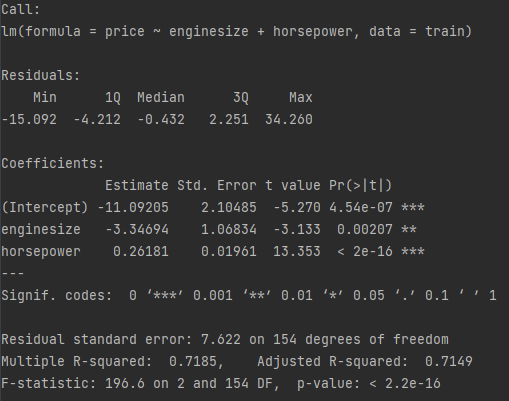 Call:
lm(formula = price ~ enginesize + horsepower, data = train)
Residuals:
    Min      1Q  Median      3Q     Max
-15.092  -4.212  -0.432   2.251  34.260
Coefficients:
             Estimate Std. Error t value Pr(>|t|)
(Intercept) -11.09205    2.10485  -5.270 4.54e-07 ***
enginesize   -3.34694    1.06834  -3.133  0.00207 **
horsepower    0.26181    0.01961  13.353  < 2e-16 ***
---
Signif. codes:  0 ‘***’ 0.001 ‘**’ 0.01 ‘*’ 0.05 ‘.’ 0.1 ‘ ’ 1
Residual standard error: 7.622 on 154 degrees of freedom
Multiple R-squared:  0.7185,    Adjusted R-squared:  0.7149
F-statistic: 196.6 on 2 and 154 DF,  p-value: < 2.2e-16